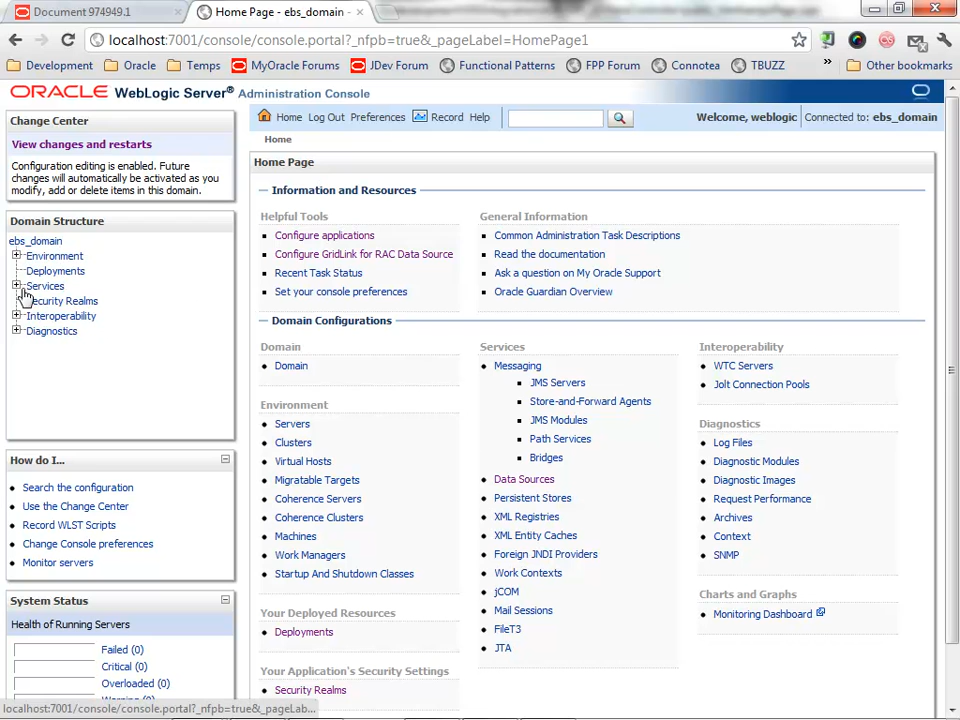 Document 974949.1
Home Page - ebs_domain -
localhost:7001/console/console.portal?_nfpb=true&_pageLabel=HomePage1
Development
Oracle
Temps
MyOracle Forums
JDev Forum
Functional Patterns
FPP Forum
Connotea
TBUZZ
»
Other bookmarks
ORACLE WebLogic Server® Administration Console
Change Center
View changes and restarts
Configuration editing is enabled. Future
changes will automatically be activated as you
modify, add or delete items in this domain.
Domain Structure
ebs_domain
Environment
Deployments
Services
ecurity Realms
Interoperability
Diagnostics
How do I...
Search the configuration
Use the Change Center
Record WLST Scripts
Change Console preferences
Monitor servers
System Status
Health of Running Servers
Failed (0)
Critical (0)
Overloaded (0)
localhost:7001/console/console.portal?_nfpb=true&_pageLab...
Home Log Out Preferences Record Help
Welcome, weblogic
Connected to: ebs_domain
Home
Home Page
Information and Resources
Helpful Tools
Configure applications
Configure GridLink for RAC Data Source
Recent Task Status
Set your console preferences
General Information
Common Administration Task Descriptions
Read the documentation
Ask a question on My Oracle Support
Oracle Guardian Overview
Domain Configurations
Domain
Domain
Environment
Servers
Clusters
Virtual Hosts
Migratable Targets
Coherence Servers
Coherence Clusters
Machines
Work Managers
Startup And Shutdown Classes
Your Deployed Resources
Deployments
Your Application's Security Settings
Security Realms
Services
Messaging
JMS Servers
Store-and-Forward Agents
JMS Modules
Path Services
Bridges
Data Sources
Persistent Stores
XML Registries
XML Entity Caches
Foreign JNDI Providers
Work Contexts
jCOM
Mail Sessions
FileT3
JTA
Interoperability
WTC Servers
Jolt Connection Pools
Diagnostics
Log Files
Diagnostic Modules
Diagnostic Images
Request Performance
Archives
Context
SNMP
Charts and Graphs
Monitoring Dashboard